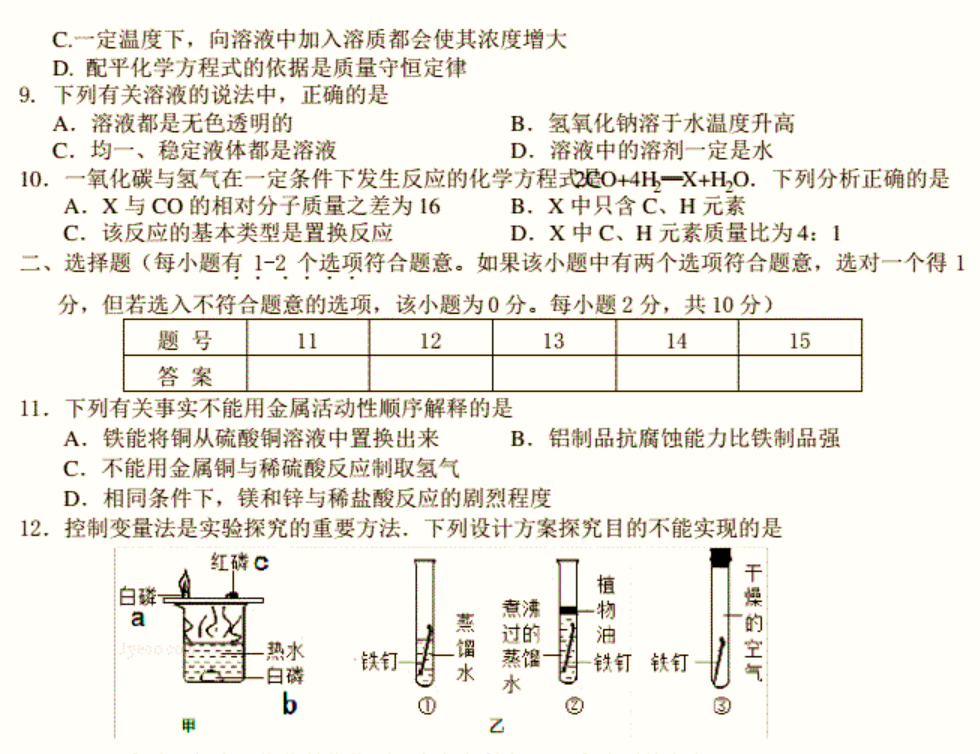 C.一定温度下，向溶液中加入溶质都会使其浓度增大
D. 配平化学方程式的依据是质量守恒定律
9. 下列有关溶液的说法中，正确的是
A．溶液都是无色透明的 B．氢氧化钠溶于水温度升高
C．均一、稳定液体都是溶液 D．溶液中的溶剂一定是水
10．一氧化碳与氢气在一定条件下发生反应的化学方程式是2CO+4H₂═X+H₂O．下列分析正确的是
A．X 与 CO 的相对分子质量之差为 16 B．X 中只含 C、H 元素
C．该反应的基本类型是置换反应 D．X 中 C、H 元素质量比为 4：1
二、选择题（每小题有 1-2 个选项符合题意。如果该小题中有两个选项符合题意，选对一个得 1
分，但若选入不符合题意的选项，该小题为 0 分。每小题 2 分，共 10 分）
题 号 11 12 13 14 15
答 案
11．下列有关事实不能用金属活动性顺序解释的是
A．铁能将铜从硫酸铜溶液中置换出来 B．铝制品抗腐蚀能力比铁制品强
C．不能用金属铜与稀硫酸反应制取氢气
D．相同条件下，镁和锌与稀盐酸反应的剧烈程度
12．控制变量法是实验探究的重要方法．下列设计方案探究目的不能实现的是
红磷 c
白磷
a
热水
白磷
b
甲
铁钉
蒸馏水
①
煮沸过的蒸馏水
植物油
铁钉
②
乙
铁钉
干燥的空气
③